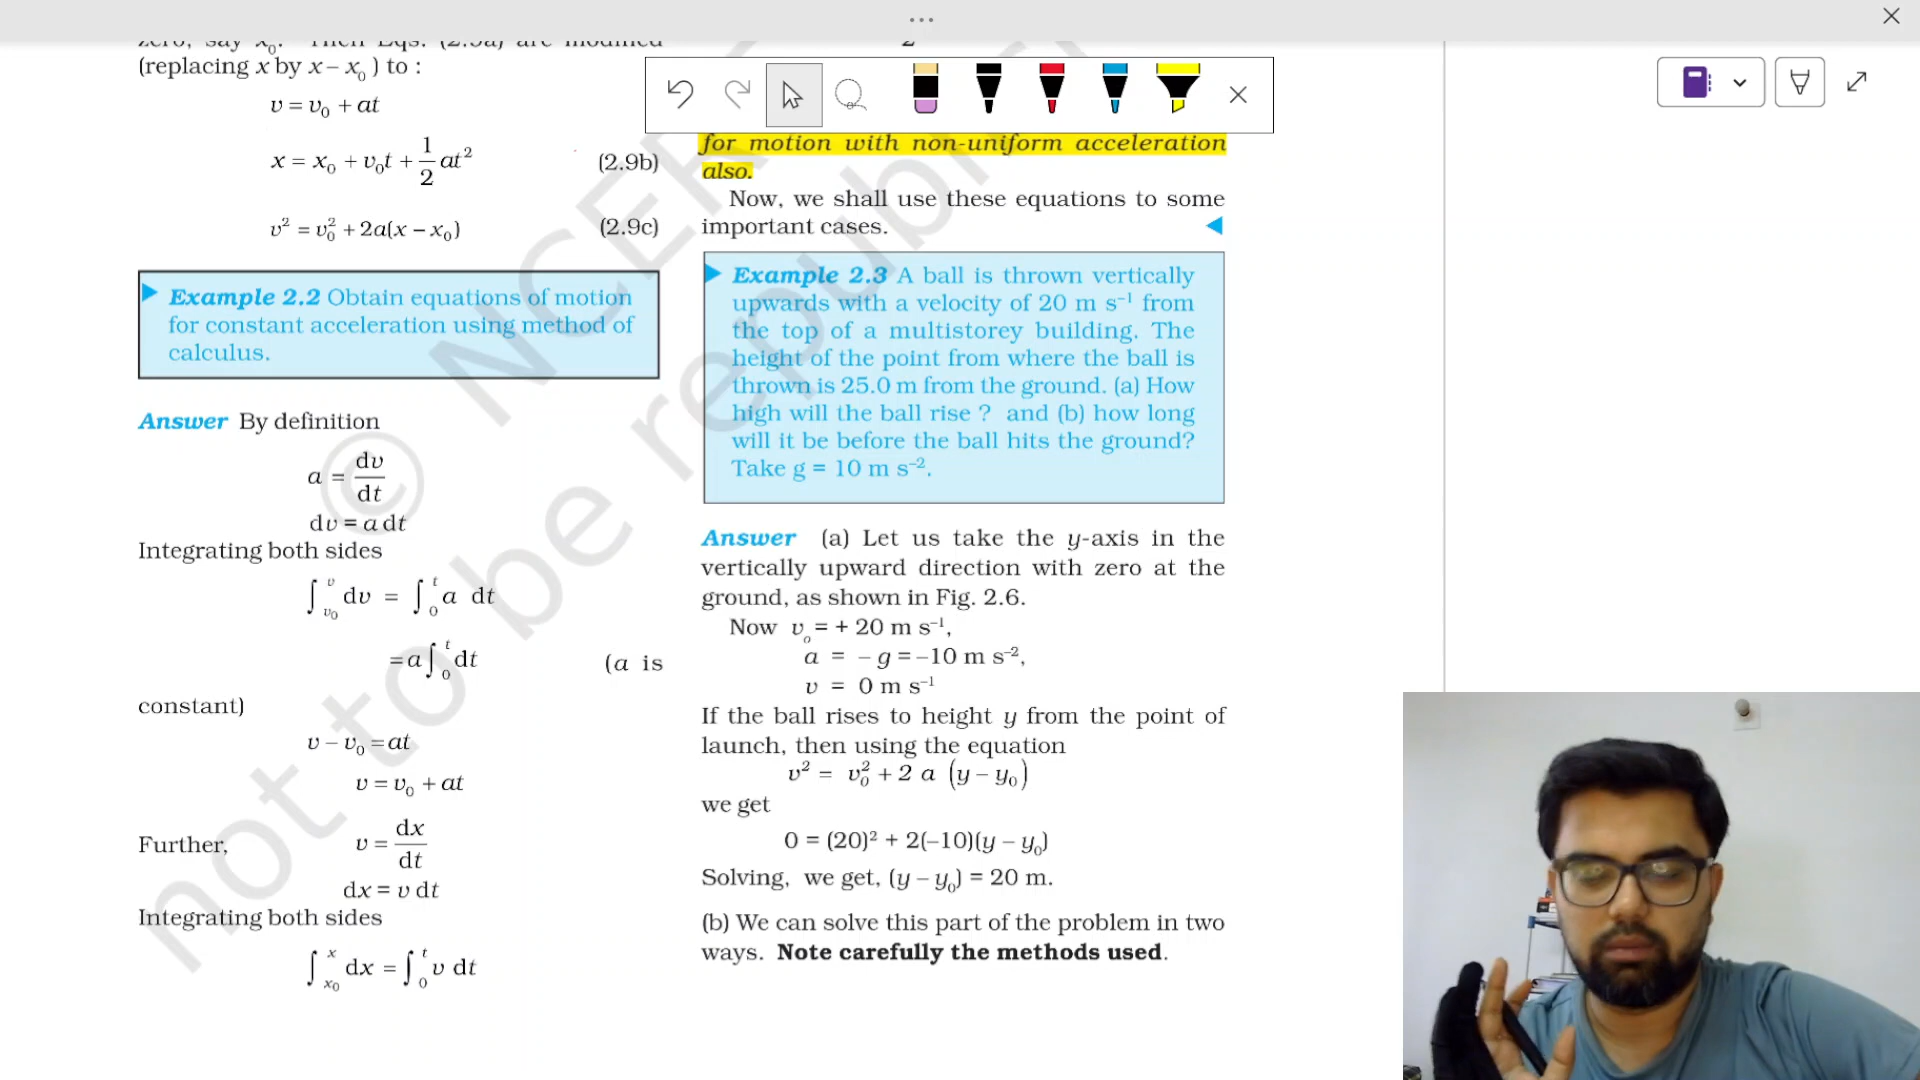 (replacing x by x – x₀ ) to :
v = v₀ + at
x = x₀ + v₀t + 1/2 at² (2.9b)
v² = v₀² + 2a(x – x₀) (2.9c)
Example 2.2 Obtain equations of motion
for constant acceleration using method of
calculus.
Answer By definition
a = dv/dt
dv = a dt
Integrating both sides
∫ᵥ₀ᵛ dv = ∫₀ᵗ a dt
= a ∫₀ᵗ dt (a is
constant)
v – v₀ = at
v = v₀ + at
Further, v = dx/dt
dx = v dt
Integrating both sides
∫ₓ₀ˣ dx = ∫₀ᵗ v dt
for motion with non-uniform acceleration
also.
Now, we shall use these equations to some
important cases.
Example 2.3 A ball is thrown vertically
upwards with a velocity of 20 m s⁻¹ from
the top of a multistorey building. The
height of the point from where the ball is
thrown is 25.0 m from the ground. (a) How
high will the ball rise ? and (b) how long
will it be before the ball hits the ground?
Take g = 10 m s⁻².
Answer (a) Let us take the y-axis in the
vertically upward direction with zero at the
ground, as shown in Fig. 2.6.
Now vₒ = + 20 m s⁻¹,
a = – g = –10 m s⁻²,
v = 0 m s⁻¹
If the ball rises to height y from the point of
launch, then using the equation
v² = v₀² + 2 a (y – y₀)
we get
0 = (20)² + 2(–10)(y – y₀)
Solving, we get, (y – y₀) = 20 m.
(b) We can solve this part of the problem in two
ways. Note carefully the methods used.
© NCER
not to be republi